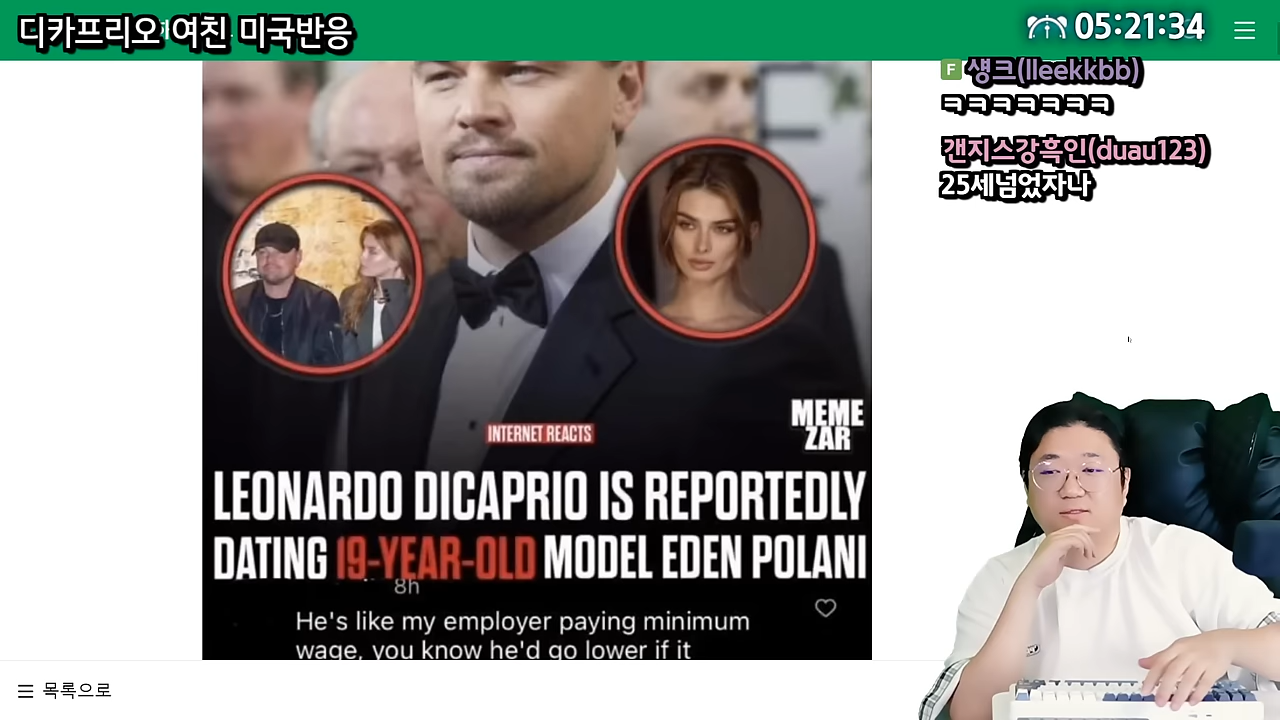 디카프리오 여친 미국반응
05:21:34
F 섕크(lleekkbb)
ㅋㅋㅋㅋㅋㅋㅋ
갠지스강흑인(duau123)
25세넘었자나
MEME
ZAR
INTERNET REACTS
LEONARDO DICAPRIO IS REPORTEDLY
DATING 19-YEAR-OLD MODEL EDEN POLANI
8h
He's like my employer paying minimum
wage, you know he'd go lower if it
목록으로